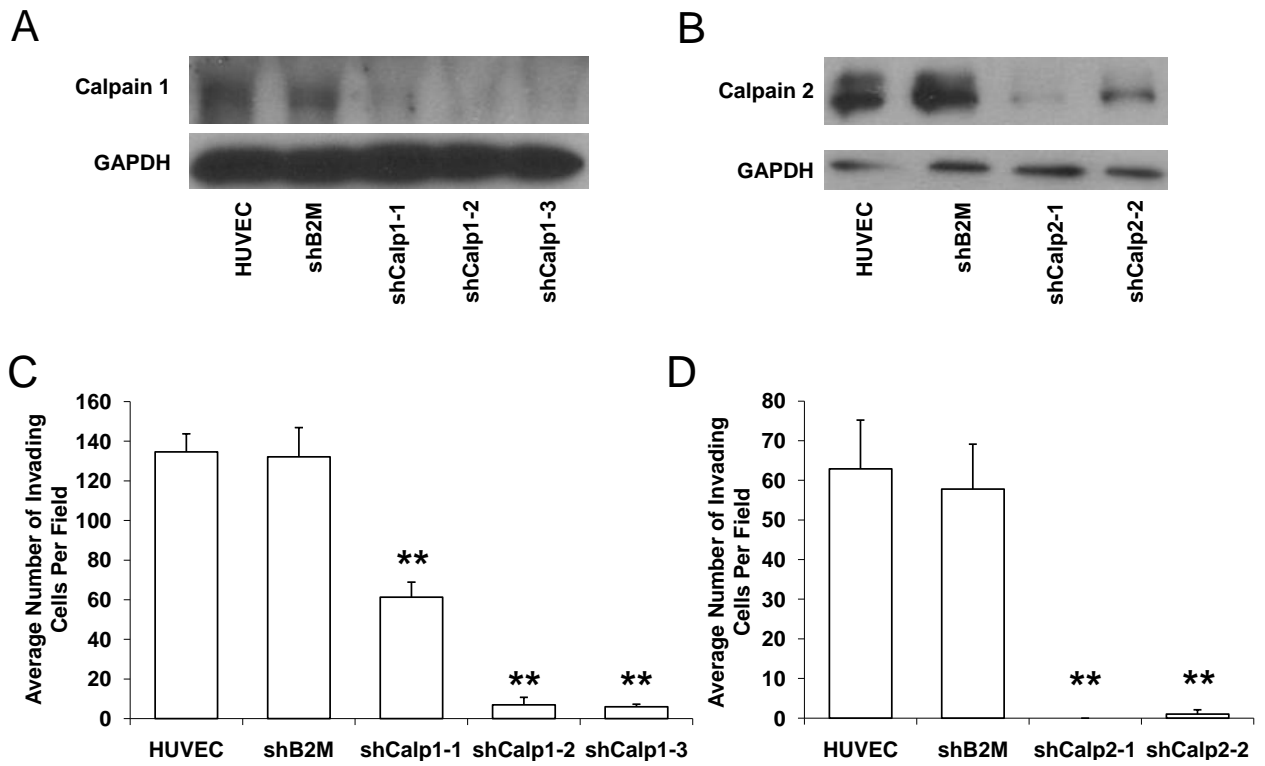 A
Calpain 1
GAPDH
HUVEC
shB2M
shCalp1-1
shCalp1-2
shCalp1-3
B
Calpain 2
GAPDH
HUVEC
shB2M
shCalp2-1
shCalp2-2
C
Average Number of Invading
Cells Per Field
160
140
120
100
80
60
40
20
0
**
**
**
HUVEC
shB2M
shCalp1-1
shCalp1-2
shCalp1-3
D
Average Number of Invading
Cells Per Field
80
70
60
50
40
30
20
10
0
**
**
HUVEC
shB2M
shCalp2-1
shCalp2-2